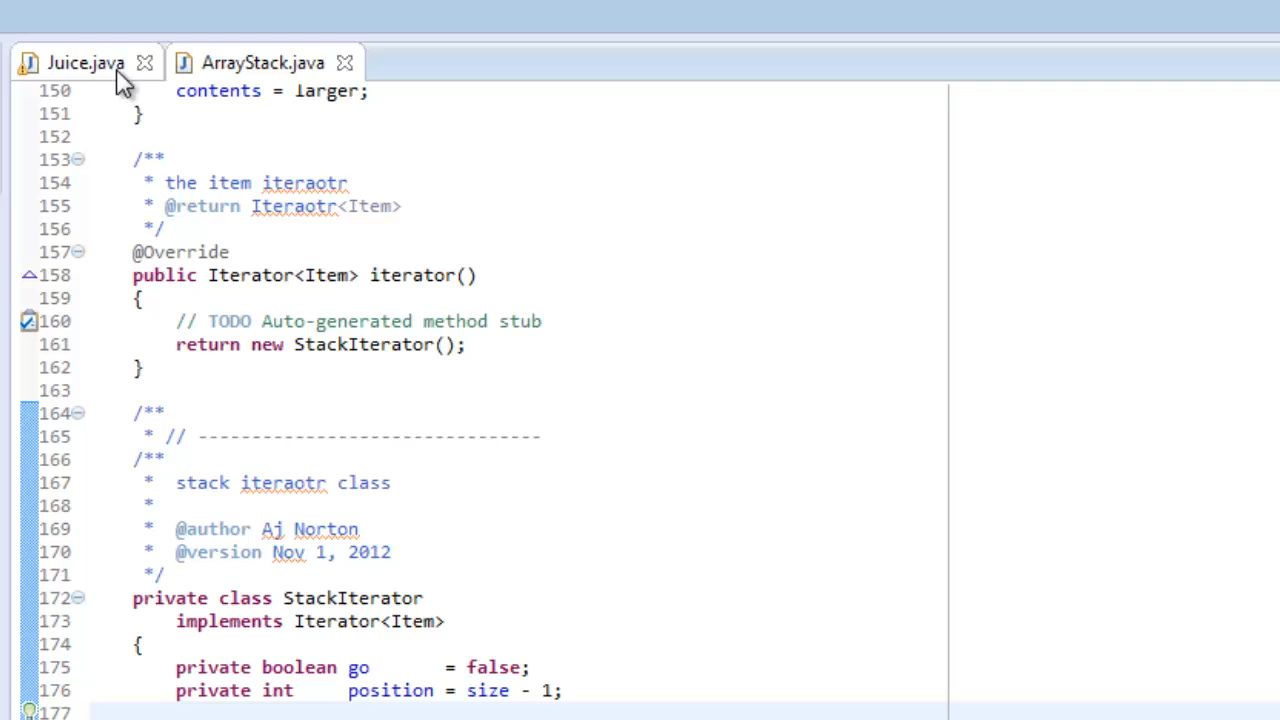 Juice.java ArrayStack.java
150 contents = larger;
151 }
152
153 /**
154 * the item iteraotr
155 * @return Iteraotr<Item>
156 */
157 @Override
158 public Iterator<Item> iterator()
159 {
160 // TODO Auto-generated method stub
161 return new StackIterator();
162 }
163
164 /**
165 * // --------------------------------
166 /**
167 * stack iteraotr class
168 *
169 * @author Aj Norton
170 * @version Nov 1, 2012
171 */
172 private class StackIterator
173 implements Iterator<Item>
174 {
175 private boolean go = false;
176 private int position = size - 1;
177